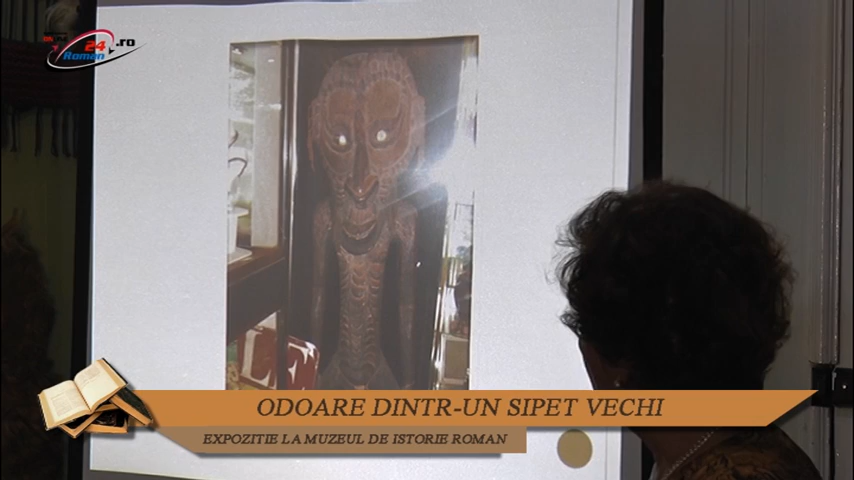 24.ro
Roman
ODOARE DINTR-UN SIPET VECHI
EXPOZITIE LA MUZEUL DE ISTORIE ROMAN